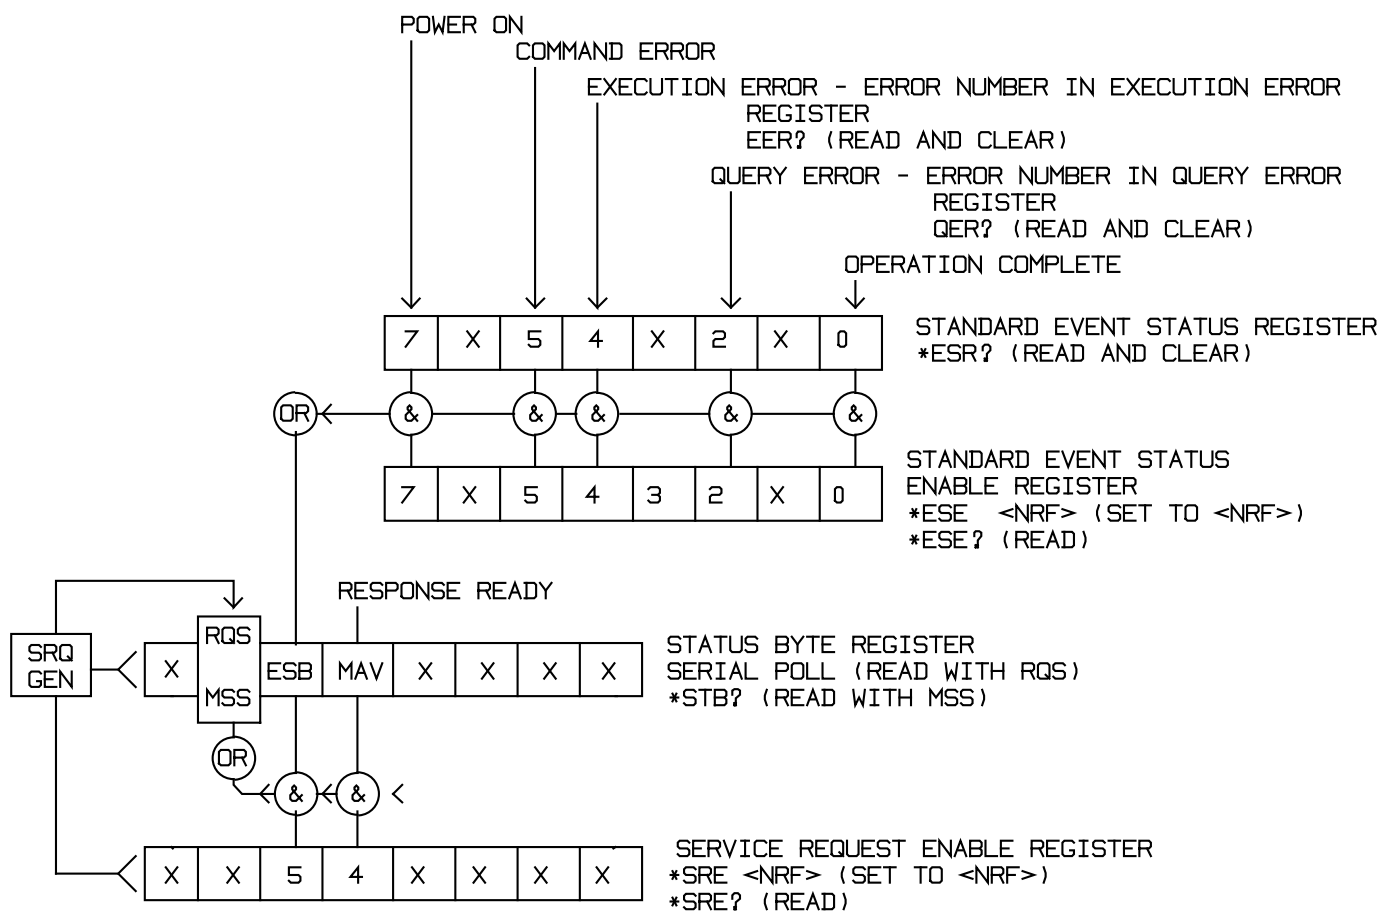 POWER ON
COMMAND ERROR
EXECUTION ERROR - ERROR NUMBER IN EXECUTION ERROR
REGISTER
EER? (READ AND CLEAR)
QUERY ERROR - ERROR NUMBER IN QUERY ERROR
REGISTER
QER? (READ AND CLEAR)
OPERATION COMPLETE
7 X 5 4 X 2 X 0
STANDARD EVENT STATUS REGISTER
*ESR? (READ AND CLEAR)
OR & & & & &
7 X 5 4 3 2 X 0
STANDARD EVENT STATUS
ENABLE REGISTER
*ESE <NRF> (SET TO <NRF>)
*ESE? (READ)
RESPONSE READY
SRQ
GEN
X
RQS
MSS
ESB MAV X X X X
STATUS BYTE REGISTER
SERIAL POLL (READ WITH RQS)
*STB? (READ WITH MSS)
OR
& &
X X 5 4 X X X X
SERVICE REQUEST ENABLE REGISTER
*SRE <NRF> (SET TO <NRF>)
*SRE? (READ)